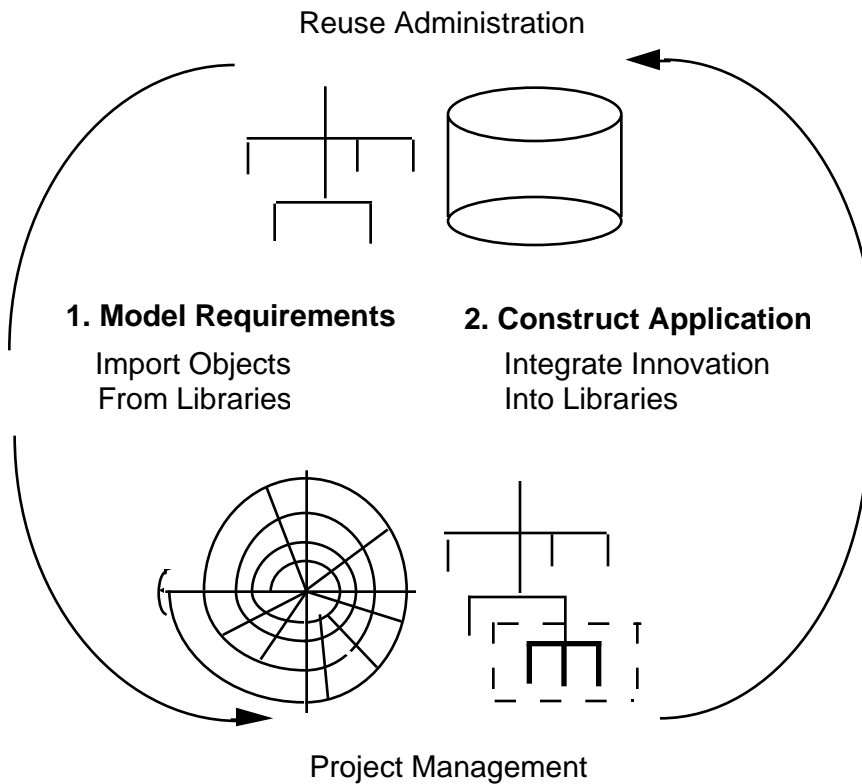 Reuse Administration
1. Model Requirements
Import Objects
From Libraries
2. Construct Application
Integrate Innovation
Into Libraries
Project Management